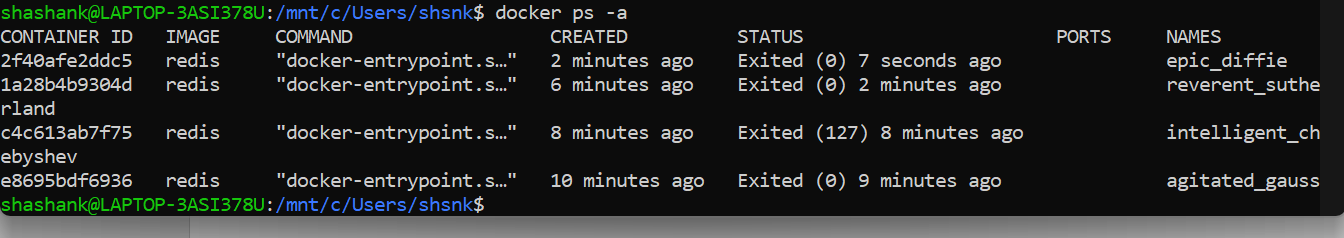 shashank@LAPTOP-3ASI378U:/mnt/c/Users/shsnk$ docker ps -a
CONTAINER ID   IMAGE     COMMAND                  CREATED          STATUS                       PORTS     NAMES
2f40afe2ddc5   redis     "docker-entrypoint.s…"   2 minutes ago    Exited (0) 7 seconds ago               epic_diffie
1a28b4b9304d   redis     "docker-entrypoint.s…"   6 minutes ago    Exited (0) 2 minutes ago               reverent_suthe
rland
c4c613ab7f75   redis     "docker-entrypoint.s…"   8 minutes ago    Exited (127) 8 minutes ago             intelligent_ch
ebyshev
e8695bdf6936   redis     "docker-entrypoint.s…"   10 minutes ago   Exited (0) 9 minutes ago               agitated_gauss
shashank@LAPTOP-3ASI378U:/mnt/c/Users/shsnk$